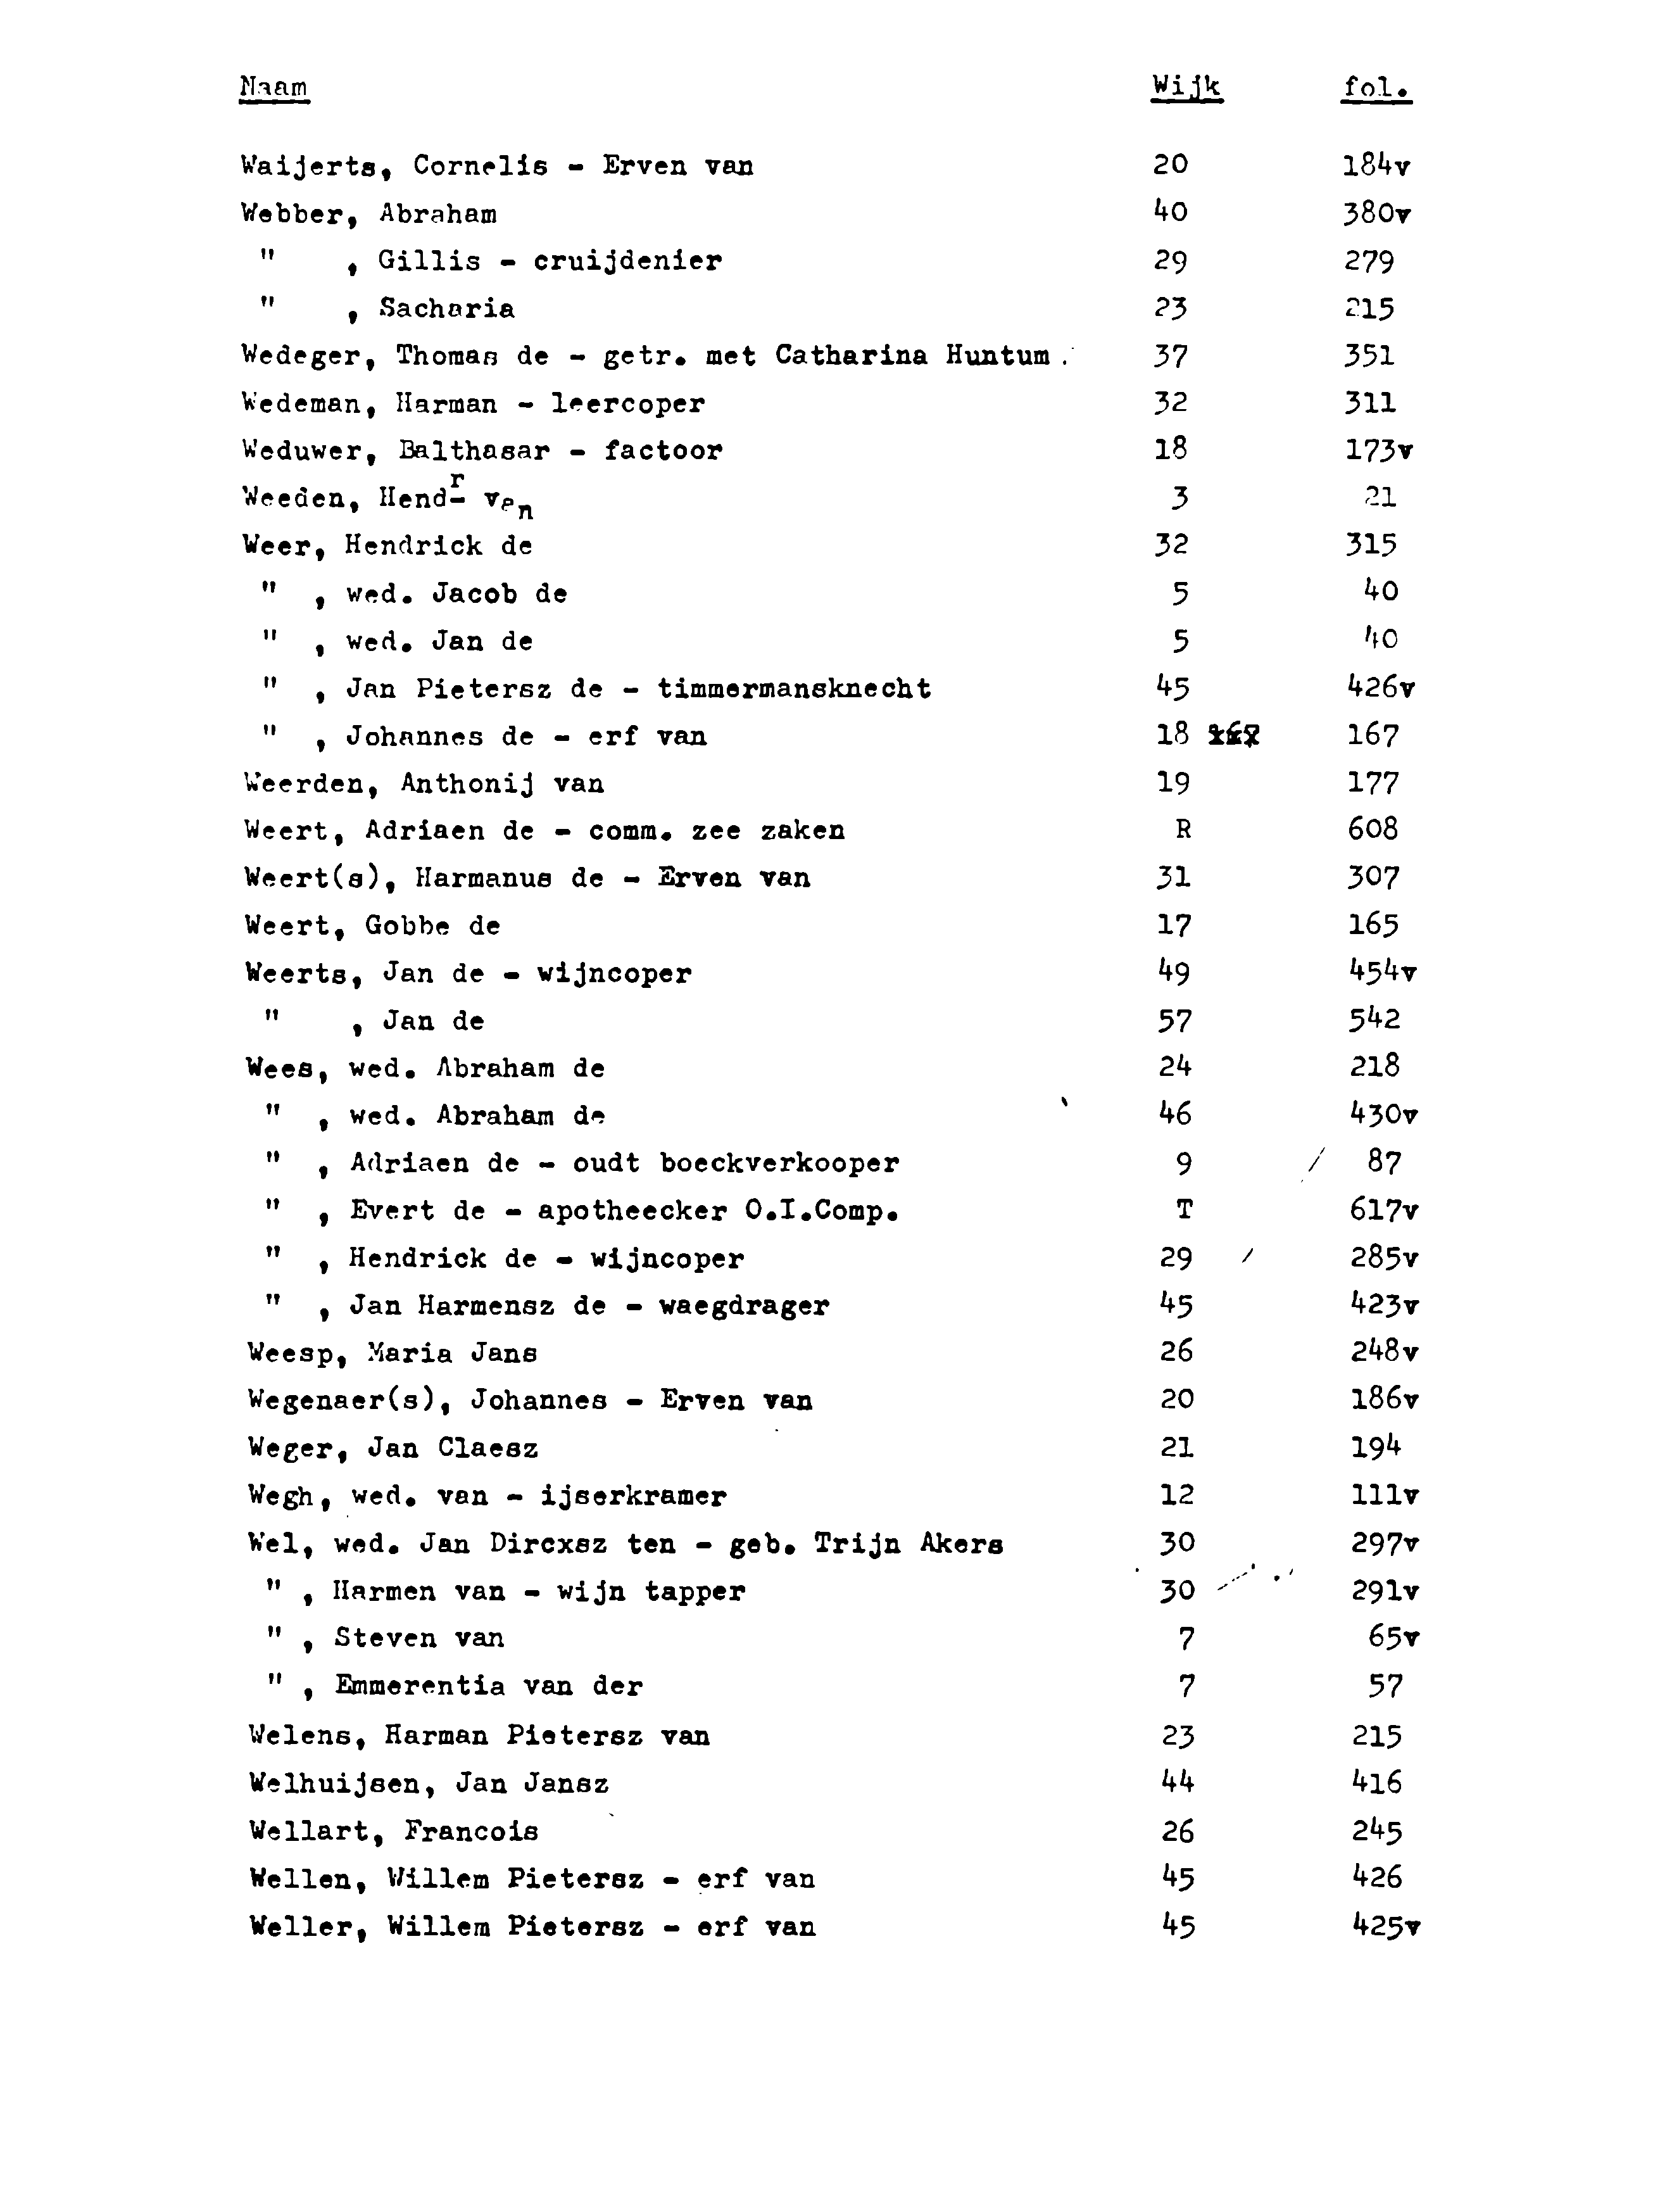 Naam Wijk fol.
Waijerts, Cornelis - Erven van 20 184v
Webber, Abraham 40 380v
" , Gillis - cruijdenier 29 279
" , Sacharia 23 215
Wedeger, Thomas de - getr. met Catharina Huntum. 37 351
Wedeman, Harman - leercoper 32 311
Weduwer, Balthasar - factoor 18 173v
Weeden, Hendr van 3 21
Weer, Hendrick de 32 315
" , wed. Jacob de 5 40
" , wed. Jan de 5 40
" , Jan Pietersz de - timmermansknecht 45 426v
" , Johannes de - erf van 18 167
Weerden, Anthonij van 19 177
Weert, Adriaen de - comm. zee zaken R 608
Weert(s), Harmanus de - Erven van 31 307
Weert, Gobbe de 17 165
Weerts, Jan de - wijncoper 49 454v
" , Jan de 57 542
Wees, wed. Abraham de 24 218
" , wed. Abraham de 46 430v
" , Adriaen de - oudt boeckverkooper 9 87
" , Evert de - apotheecker O.I.Comp. T 617v
" , Hendrick de - wijncoper 29 285v
" , Jan Harmensz de - waegdrager 45 423v
Weesp, Maria Jans 26 248v
Wegenaer(s), Johannes - Erven van 20 186v
Weger, Jan Claesz 21 194
Wegh, wed. van - ijserkramer 12 111v
Wel, wed. Jan Dircxsz ten - geb. Trijn Akers 30 297v
" , Harmen van - wijn tapper 30 291v
" , Steven van 7 65v
" , Emmerentia van der 7 57
Welens, Harman Pietersz van 23 215
Welhuijsen, Jan Jansz 44 416
Wellart, Francois 26 245
Wellen, Willem Pietersz - erf van 45 426
Weller, Willem Pietersz - erf van 45 425v